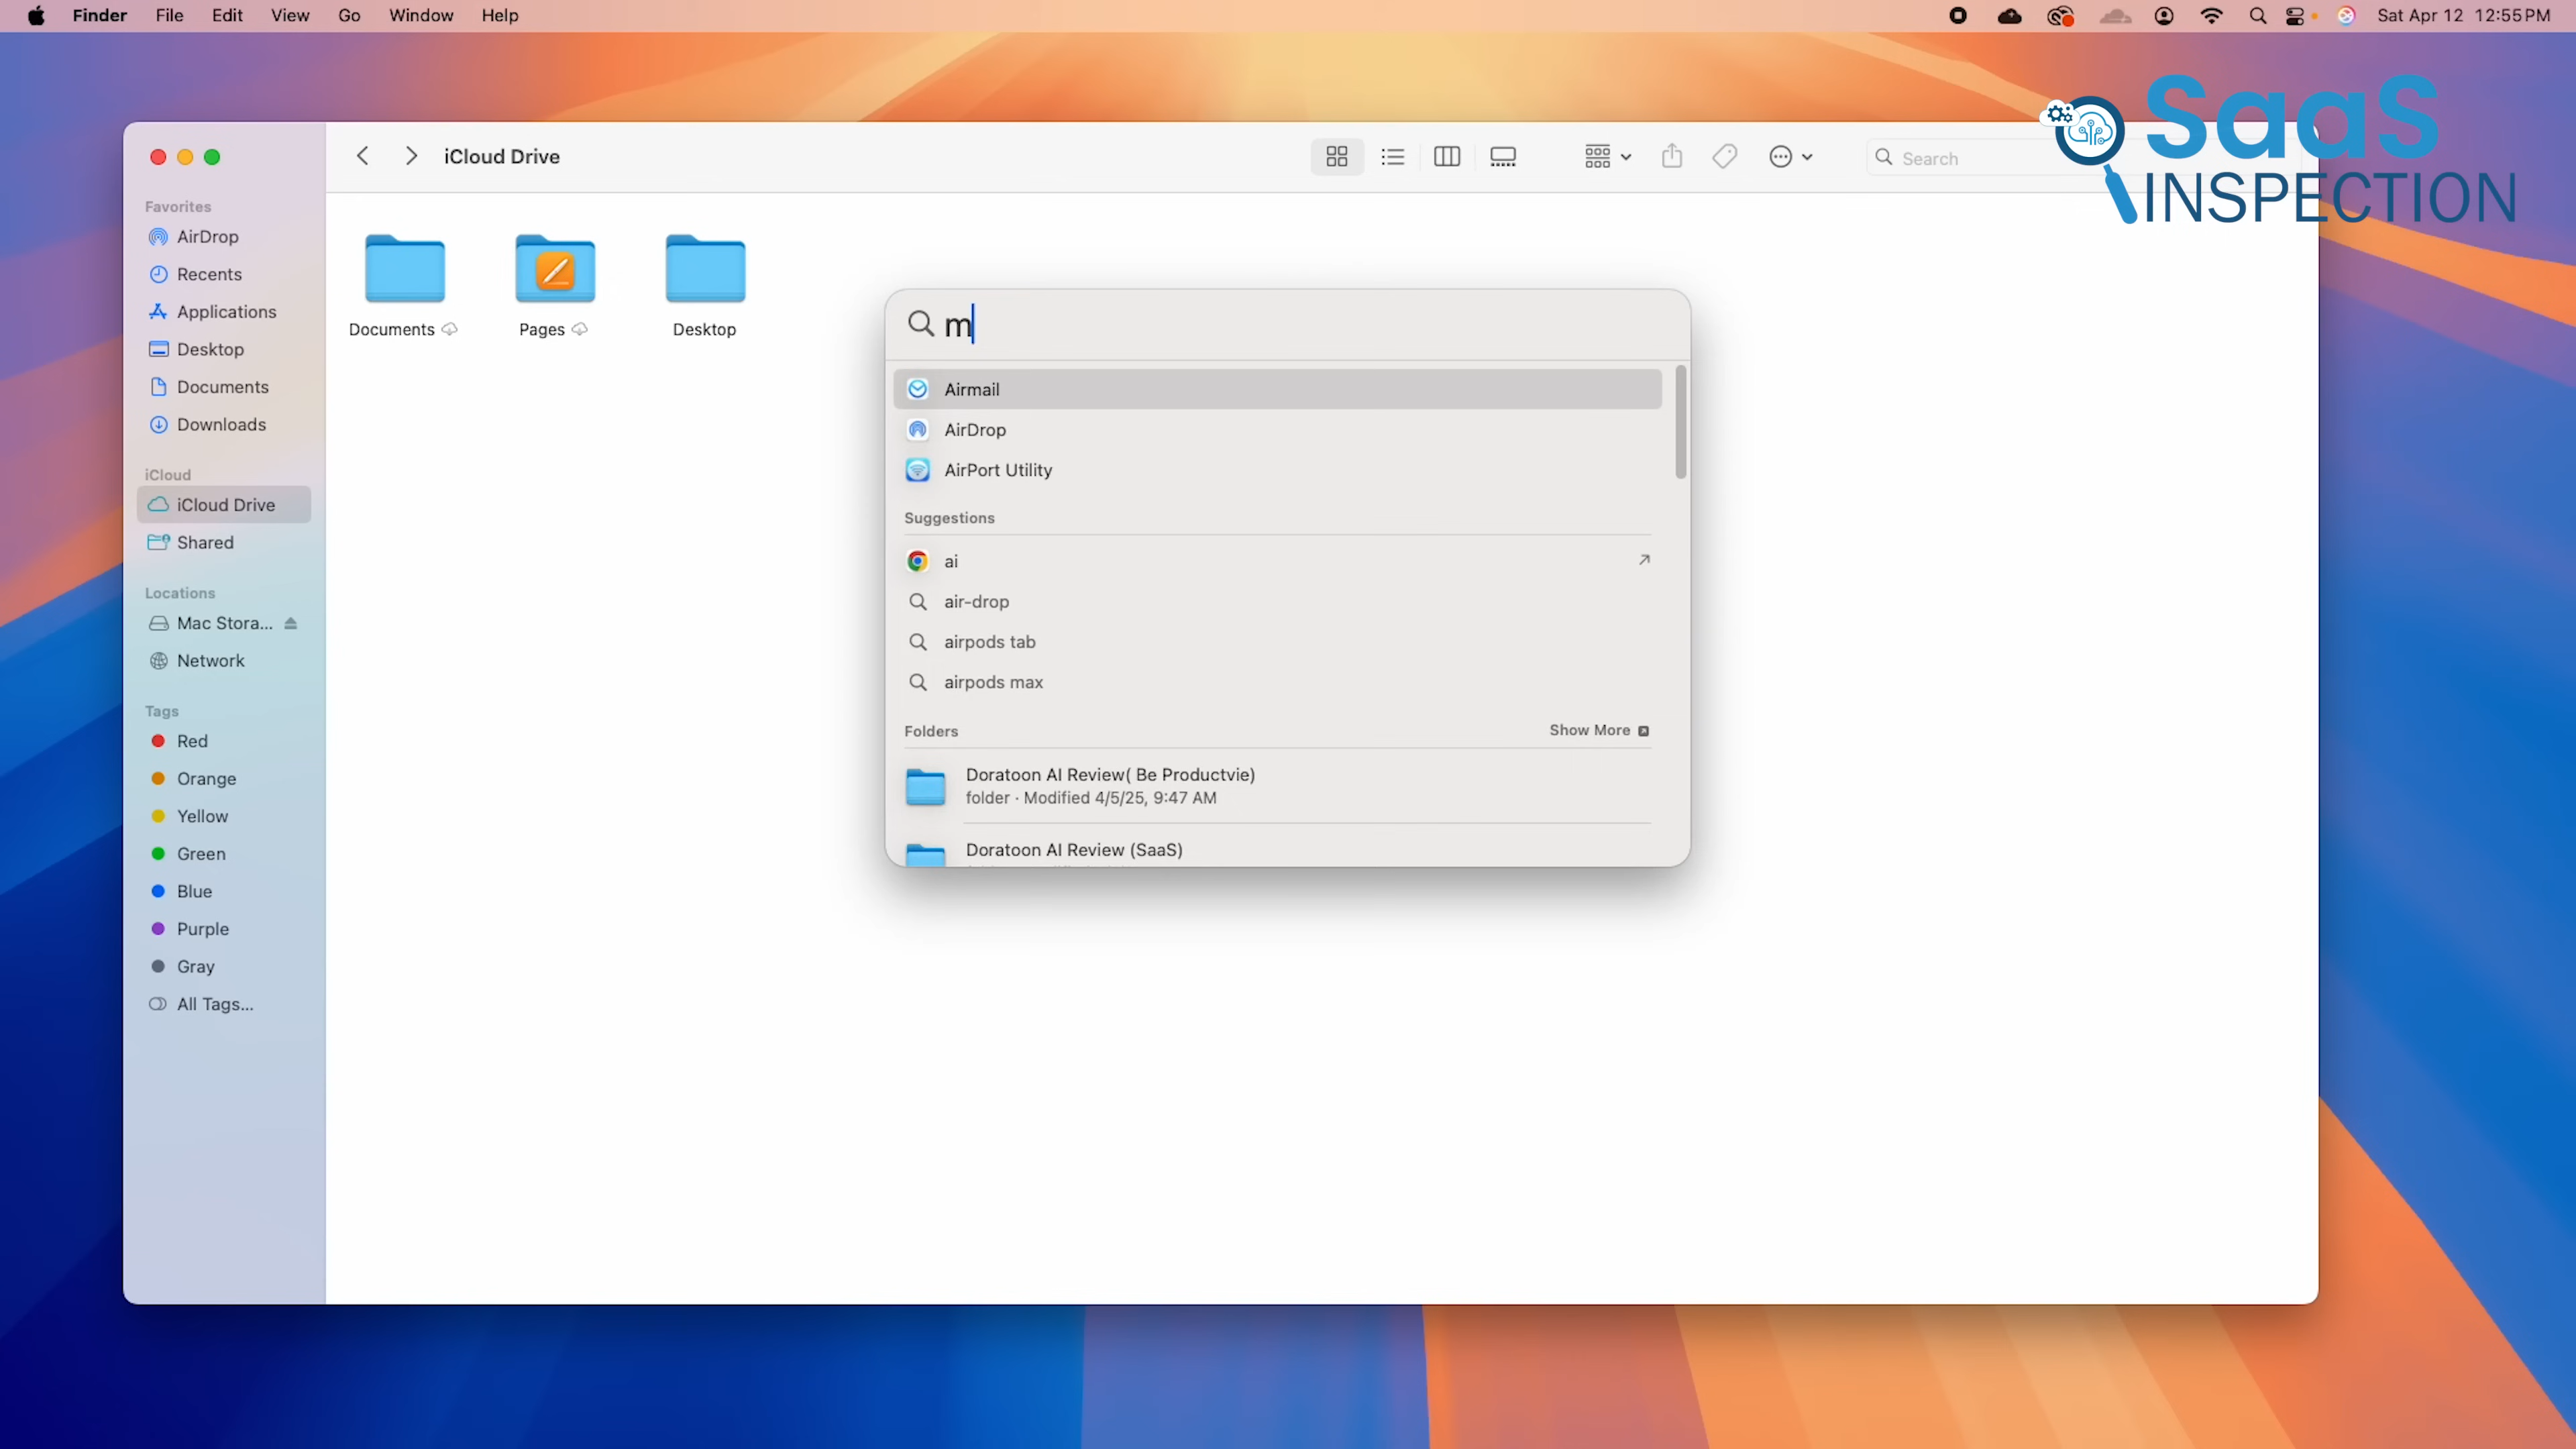 Finder File Edit View Go Window Help
Sat Apr 12 12:55 PM
SaaS
INSPECTION
iCloud Drive
Search
Favorites
AirDrop
Recents
Applications
Desktop
Documents
Downloads
iCloud
iCloud Drive
Shared
Locations
Mac Stora...
Network
Tags
Red
Orange
Yellow
Green
Blue
Purple
Gray
All Tags...
Documents
Pages
Desktop
m
Airmail
AirDrop
AirPort Utility
Suggestions
ai
air-drop
airpods tab
airpods max
Folders Show More
Doratoon AI Review( Be Productvie)
folder · Modified 4/5/25, 9:47 AM
Doratoon AI Review (SaaS)